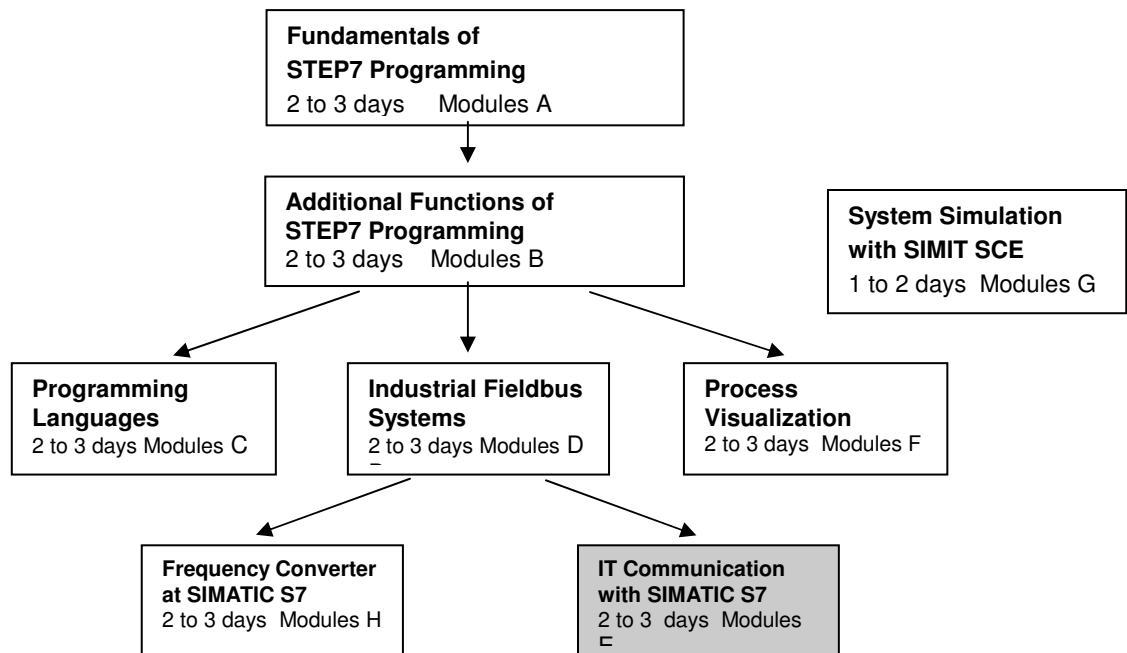 Fundamentals of
STEP7 Programming
2 to 3 days Modules A
Additional Functions of
STEP7 Programming
2 to 3 days Modules B
System Simulation
with SIMIT SCE
1 to 2 days Modules G
Programming
Languages
2 to 3 days Modules C
Industrial Fieldbus
Systems
2 to 3 days Modules D
Process
Visualization
2 to 3 days Modules F
Frequency Converter
at SIMATIC S7
2 to 3 days Modules H
IT Communication
with SIMATIC S7
2 to 3 days Modules